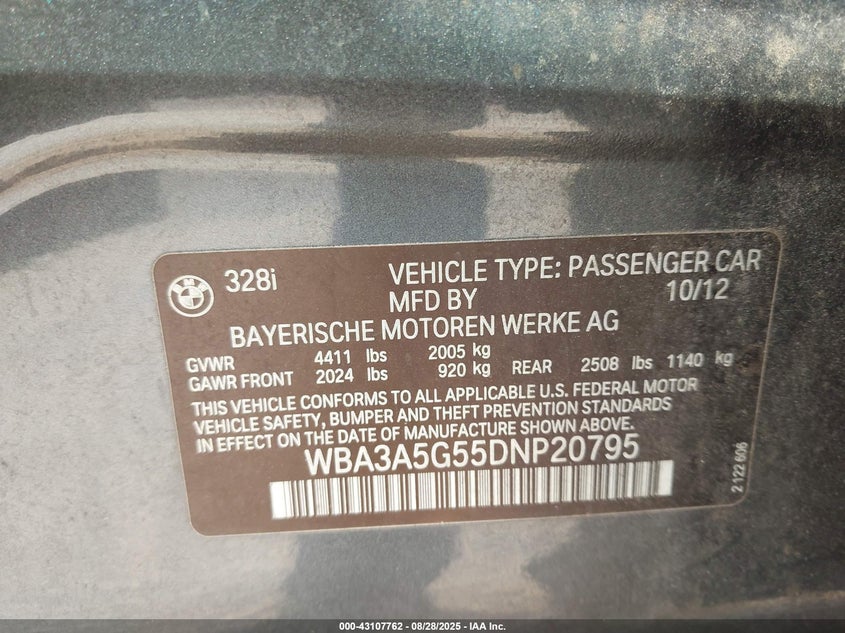 BMW
328i
VEHICLE TYPE: PASSENGER CAR
MFD BY 10/12
BAYERISCHE MOTOREN WERKE AG
GVWR 4411 lbs 2005 kg
GAWR FRONT 2024 lbs 920 kg REAR 2508 lbs 1140 kg
THIS VEHICLE CONFORMS TO ALL APPLICABLE U.S. FEDERAL MOTOR
VEHICLE SAFETY, BUMPER AND THEFT PREVENTION STANDARDS
IN EFFECT ON THE DATE OF MANUFACTURE SHOWN ABOVE.
WBA3A5G55DNP20795
2 122 606
000-43107762 - 08/28/2025 - IAA Inc.